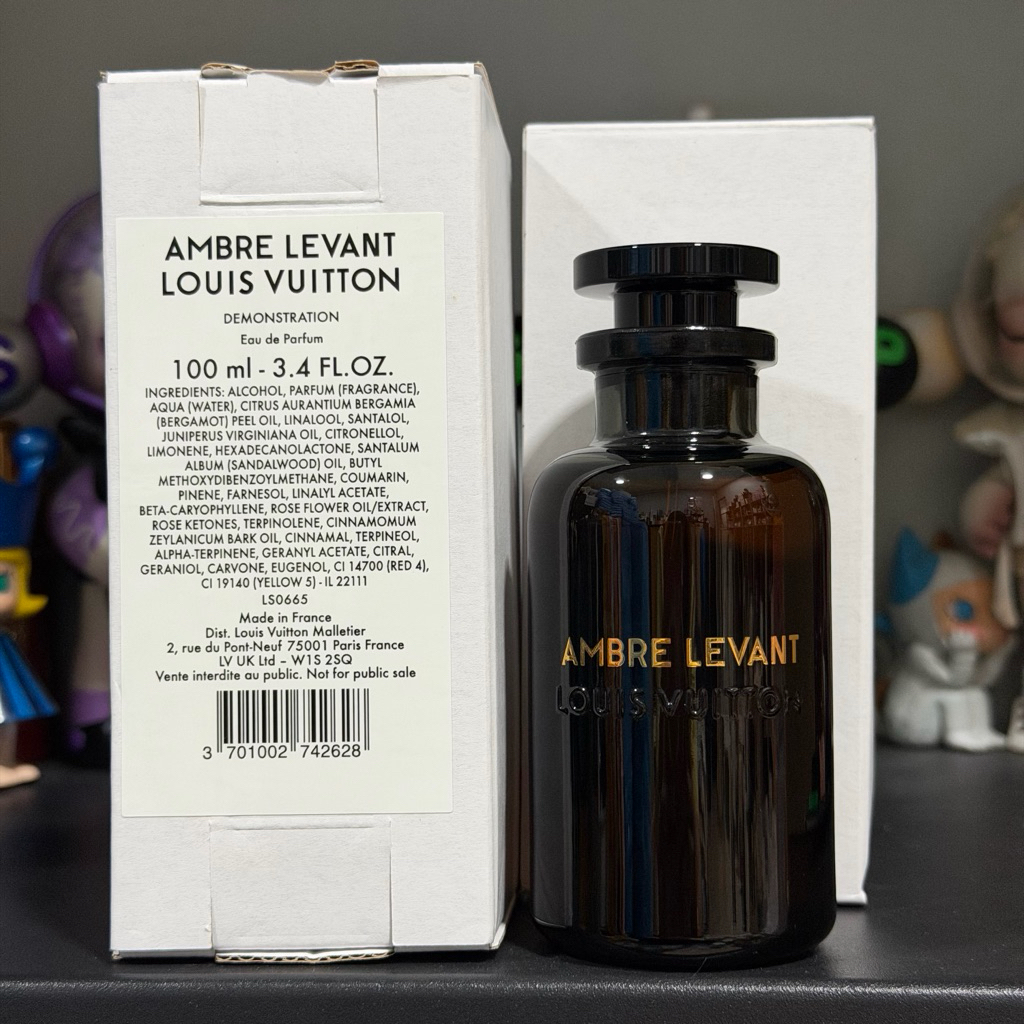 AMBRE LEVANT
LOUIS VUITTON
DEMONSTRATION
Eau de Parfum
100 ml - 3.4 FL.OZ.
INGREDIENTS: ALCOHOL, PARFUM (FRAGRANCE),
AQUA (WATER), CITRUS AURANTIUM BERGAMIA
(BERGAMOT) PEEL OIL, LINALOOL, SANTALOL,
JUNIPERUS VIRGINIANA OIL, CITRONELLOL,
LIMONENE, HEXADECANOLACTONE, SANTALUM
ALBUM (SANDALWOOD) OIL, BUTYL
METHOXYDIBENZOYLMETHANE, COUMARIN,
PINENE, FARNESOL, LINALYL ACETATE,
BETA-CARYOPHYLLENE, ROSE FLOWER OIL/EXTRACT,
ROSE KETONES, TERPINOLENE, CINNAMOMUM
ZEYLANICUM BARK OIL, CINNAMAL, TERPINEOL,
ALPHA-TERPINENE, GERANYL ACETATE, CITRAL,
GERANIOL, CARVONE, EUGENOL, CI 14700 (RED 4),
CI 19140 (YELLOW 5) - IL 22111
LS0665
Made in France
Dist. Louis Vuitton Malletier
2, rue du Pont-Neuf 75001 Paris France
LV UK Ltd – W1S 2SQ
Vente interdite au public. Not for public sale
3 701002 742628
AMBRE LEVANT
LOUIS VUITTON